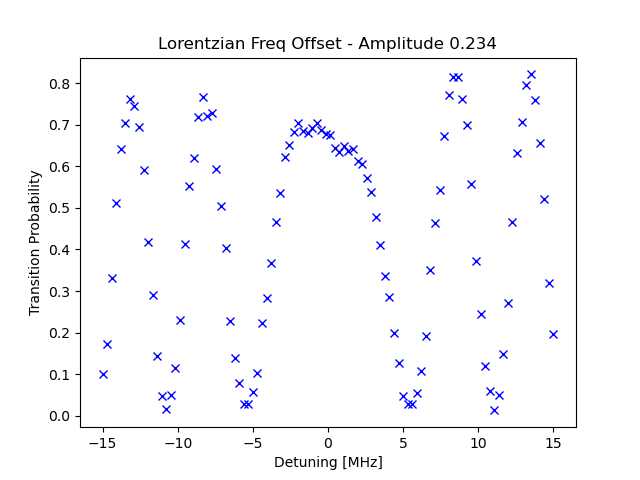 Lorentzian Freq Offset - Amplitude 0.234
Transition Probability
0.8
0.7
0.6
0.5
0.4
0.3
0.2
0.1
0.0
−15 −10 −5 0 5 10 15
Detuning [MHz]